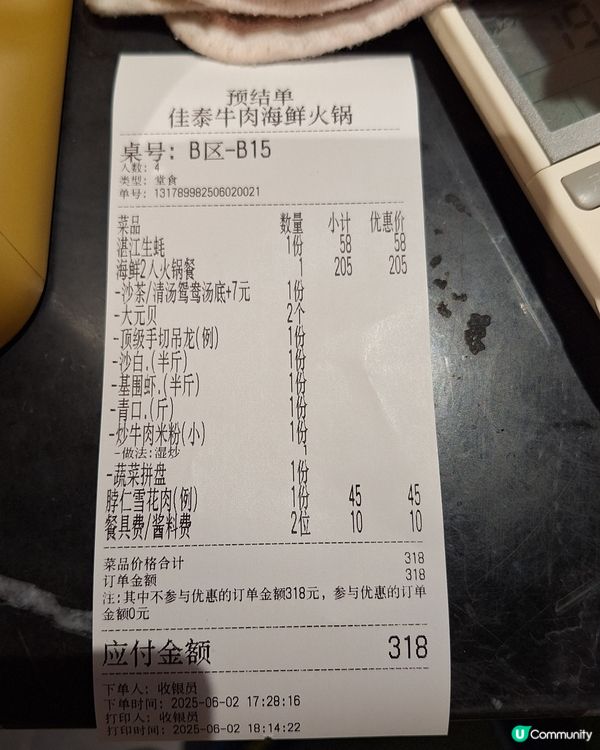 预结单
佳泰牛肉海鲜火锅
桌号: B区-B15
人数: 4
类型: 堂食
单号: 131789982506020021
菜品 数量 小计 优惠价
湛江生蚝 1份 58 58
海鲜2人火锅餐 1 205 205
-沙茶/清汤鸳鸯汤底+7元 1份
-大元贝 2个
-顶级手切吊龙(例) 1份
-沙白.(半斤) 1份
-基围虾.(半斤) 1份
-青口.(斤) 1份
-炒牛肉米粉(小) 1份
-做法:湿炒 1
-蔬菜拼盘 1份
脖仁雪花肉(例) 1份 45 45
餐具费/酱料费 2位 10 10
菜品价格合计 318
订单金额 318
注:其中不参与优惠的订单金额318元, 参与优惠的订单
金额0元
应付金额 318
下单人: 收银员
下单时间: 2025-06-02 17:28:16
打印人: 收银员
打印时间: 2025-06-02 18:14:22
U Community